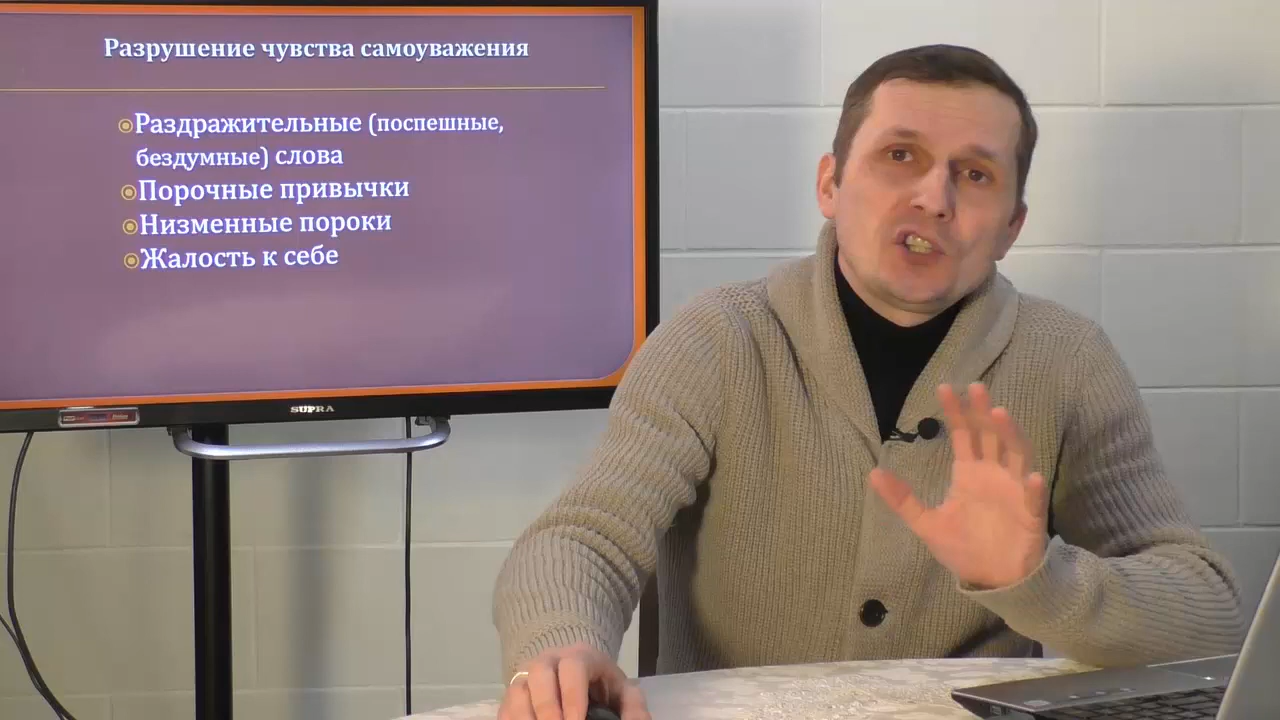 Разрушение чувства самоуважения
Раздражительные (поспешные,
бездумные) слова
Порочные привычки
Низменные пороки
Жалость к себе
SUPRA